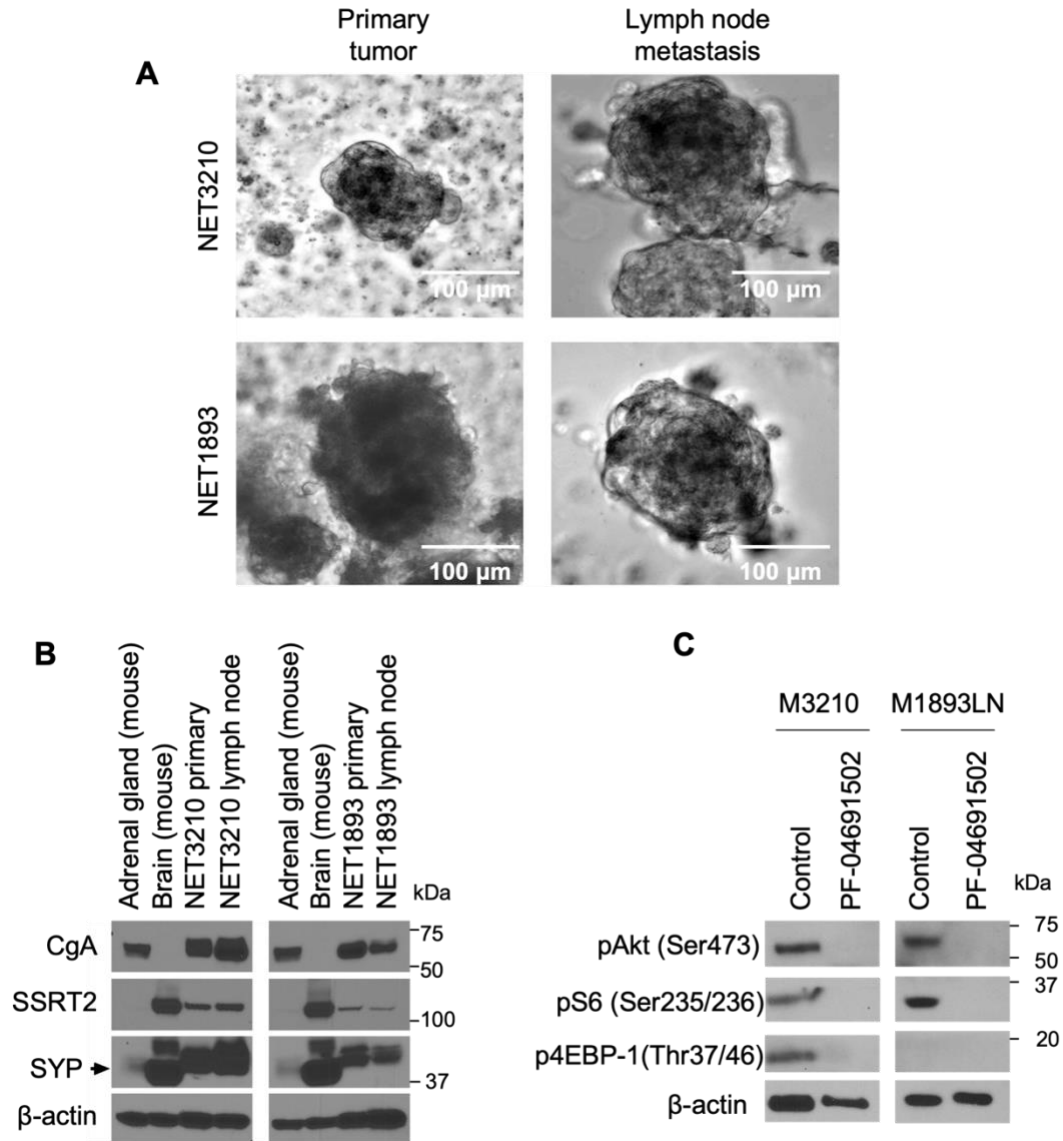 Primary
tumor
Lymph node
metastasis
A
NET3210
100 µm
100 µm
NET1893
100 µm
100 µm
B
Adrenal gland (mouse)
Brain (mouse)
NET3210 primary
NET3210 lymph node
Adrenal gland (mouse)
Brain (mouse)
NET1893 primary
NET1893 lymph node
kDa
CgA
75
50
SSRT2
100
SYP
37
β-actin
C
M3210
M1893LN
Control
PF-04691502
Control
PF-04691502
kDa
pAkt (Ser473)
75
50
pS6 (Ser235/236)
37
p4EBP-1(Thr37/46)
20
β-actin